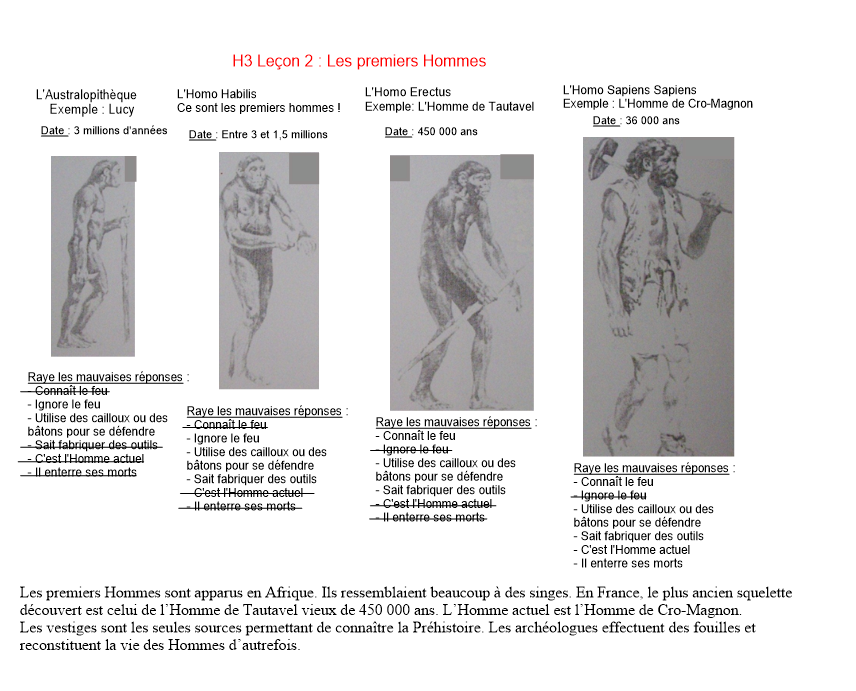 H3 Leçon 2 : Les premiers Hommes
L'Australopithèque
Exemple : Lucy
Date : 3 millions d'années
L'Homo Habilis
Ce sont les premiers hommes !
Date : Entre 3 et 1,5 millions
L'Homo Erectus
Exemple: L'Homme de Tautavel
Date : 450 000 ans
L'Homo Sapiens Sapiens
Exemple : L'Homme de Cro-Magnon
Date : 36 000 ans
Raye les mauvaises réponses :
- Connaît le feu
- Ignore le feu
- Utilise des cailloux ou des
bâtons pour se défendre
- Sait fabriquer des outils
- C'est l'Homme actuel
- Il enterre ses morts
Raye les mauvaises réponses :
- Connaît le feu
- Ignore le feu
- Utilise des cailloux ou des
bâtons pour se défendre
- Sait fabriquer des outils
- C'est l'Homme actuel
- Il enterre ses morts
Raye les mauvaises réponses :
- Connaît le feu
- Ignore le feu
- Utilise des cailloux ou des
bâtons pour se défendre
- Sait fabriquer des outils
- C'est l'Homme actuel
- Il enterre ses morts
Raye les mauvaises réponses :
- Connaît le feu
- Ignore le feu
- Utilise des cailloux ou des
bâtons pour se défendre
- Sait fabriquer des outils
- C'est l'Homme actuel
- Il enterre ses morts
Les premiers Hommes sont apparus en Afrique. Ils ressemblaient beaucoup à des singes. En France, le plus ancien squelette
découvert est celui de l'Homme de Tautavel vieux de 450 000 ans. L'Homme actuel est l'Homme de Cro-Magnon.
Les vestiges sont les seules sources permettant de connaître la Préhistoire. Les archéologues effectuent des fouilles et
reconstituent la vie des Hommes d'autrefois.